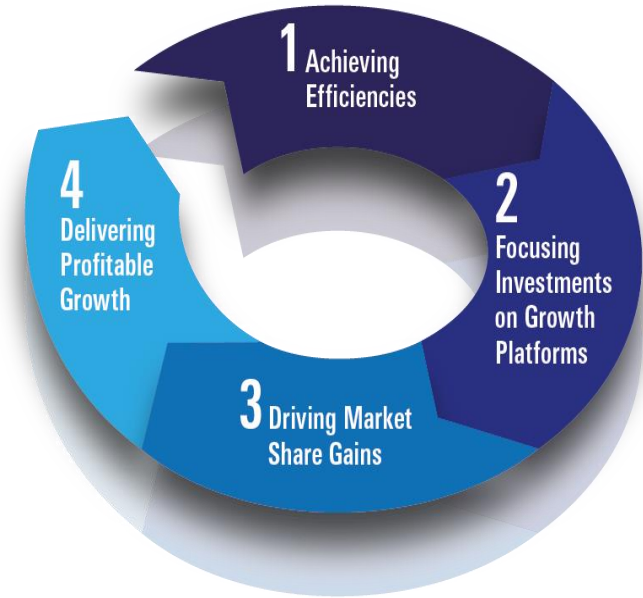 1 Achieving
Efficiencies
2
Focusing
Investments
on Growth
Platforms
3 Driving Market
Share Gains
4
Delivering
Profitable
Growth